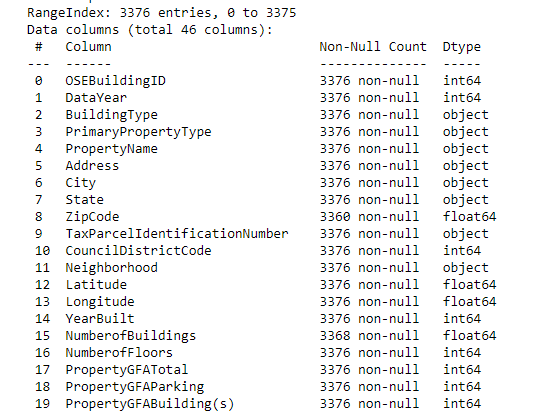 RangeIndex: 3376 entries, 0 to 3375
Data columns (total 46 columns):
 #   Column                         Non-Null Count  Dtype
---  ------                         --------------  -----
 0   OSEBuildingID                  3376 non-null   int64
 1   DataYear                       3376 non-null   int64
 2   BuildingType                   3376 non-null   object
 3   PrimaryPropertyType            3376 non-null   object
 4   PropertyName                   3376 non-null   object
 5   Address                        3376 non-null   object
 6   City                           3376 non-null   object
 7   State                          3376 non-null   object
 8   ZipCode                        3360 non-null   float64
 9   TaxParcelIdentificationNumber  3376 non-null   object
 10  CouncilDistrictCode            3376 non-null   int64
 11  Neighborhood                   3376 non-null   object
 12  Latitude                       3376 non-null   float64
 13  Longitude                      3376 non-null   float64
 14  YearBuilt                      3376 non-null   int64
 15  NumberofBuildings              3368 non-null   float64
 16  NumberofFloors                 3376 non-null   int64
 17  PropertyGFATotal               3376 non-null   int64
 18  PropertyGFAParking             3376 non-null   int64
 19  PropertyGFABuilding(s)         3376 non-null   int64